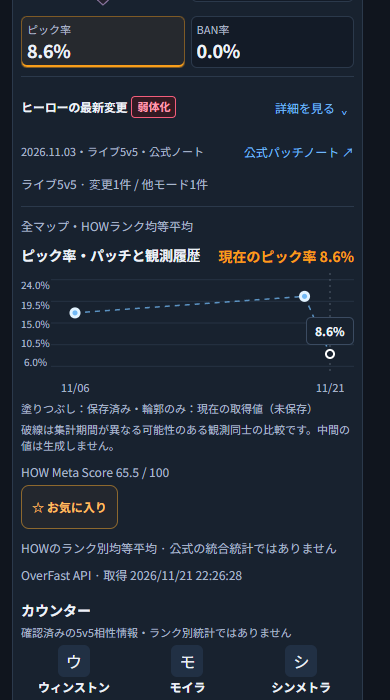 ピック率
8.6%
BAN率
0.0%
ヒーローの最新変更 弱体化 詳細を見る ⌄
2026.11.03・ライブ5v5・公式ノート 公式パッチノート ↗
ライブ5v5 · 変更1件 / 他モード1件
全マップ・HOWランク均等平均
ピック率・パッチと観測履歴 現在のピック率 8.6%
24.0%
19.5%
15.0%
10.5%
6.0%
8.6%
11/06 11/21
塗りつぶし：保存済み・輪郭のみ：現在の取得値（未保存）
破線は集計期間が異なる可能性のある観測同士の比較です。中間の
値は生成しません。
HOW Meta Score 65.5 / 100
☆ お気に入り
HOWのランク別均等平均 · 公式の統合統計ではありません
OverFast API · 取得 2026/11/21 22:26:28
カウンター
確認済みの5v5相性情報・ランク別統計ではありません
ウ モ シ
ウィンストン モイラ シンメトラ